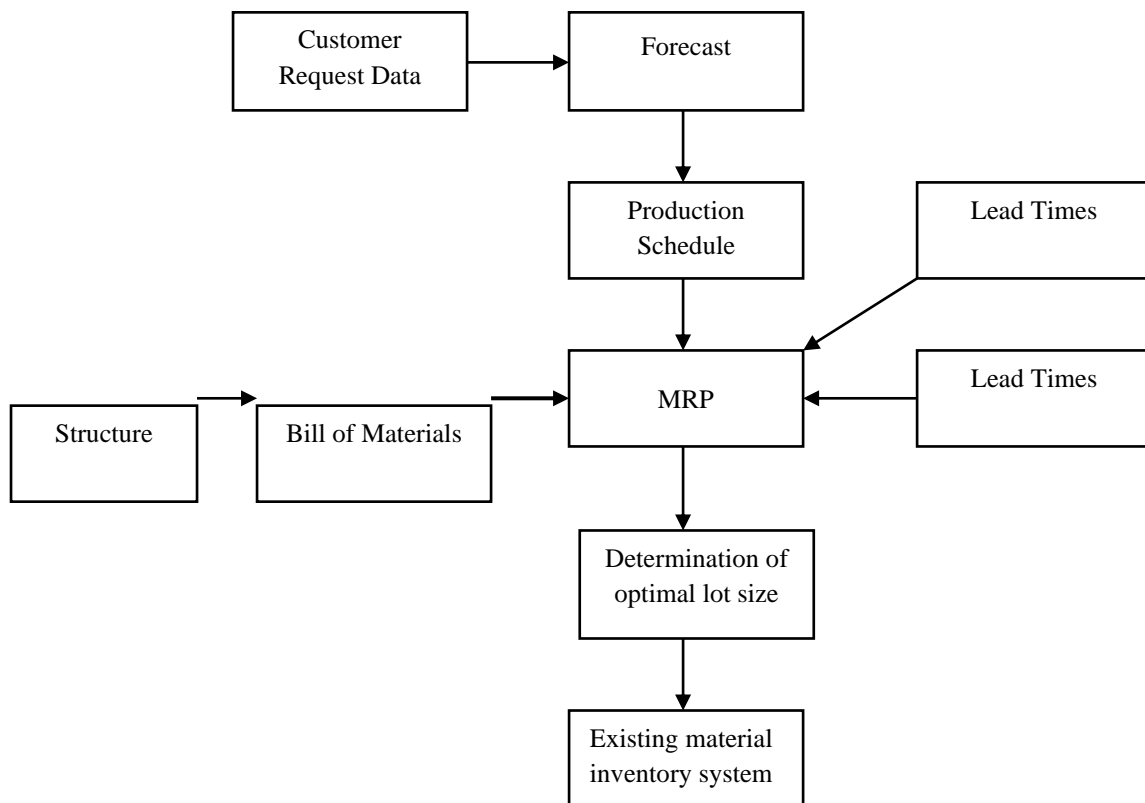 Customer
Request Data
Forecast
Production
Schedule
Lead Times
MRP
Lead Times
Structure
Bill of Materials
Determination of
optimal lot size
Existing material
inventory system